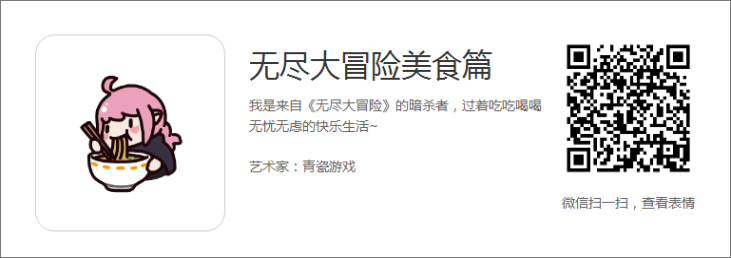 无尽大冒险美食篇
我是来自《无尽大冒险》的暗杀者，过着吃吃喝喝
无忧无虑的快乐生活~
艺术家：青瓷游戏
微信扫一扫，查看表情